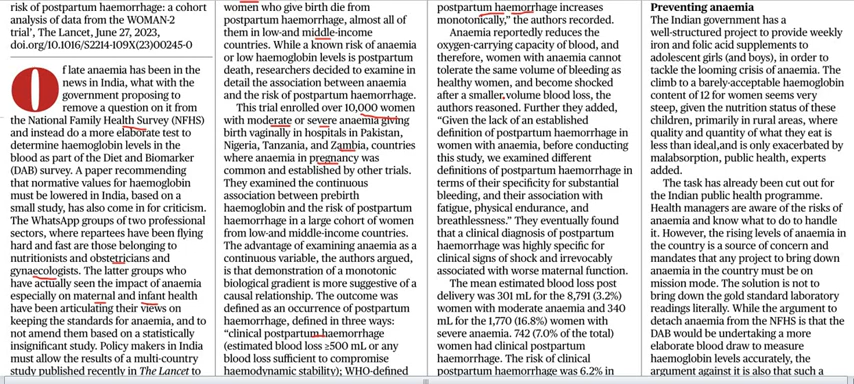 risk of postpartum haemorrhage: a cohort
analysis of data from the WOMAN-2
trial’, The Lancet, June 27, 2023,
doi.org/10.1016/S2214-109X(23)00245-0
Of late anaemia has been in the
news in India, what with the
government proposing to
remove a question on it from
the National Family Health Survey (NFHS)
and instead do a more elaborate test to
determine haemoglobin levels in the
blood as part of the Diet and Biomarker
(DAB) survey. A paper recommending
that normative values for haemoglobin
must be lowered in India, based on a
small study, has also come in for criticism.
The WhatsApp groups of two professional
sectors, where repartees have been flying
hard and fast are those belonging to
nutritionists and obstetricians and
gynaecologists. The latter groups who
have actually seen the impact of anaemia
especially on maternal and infant health
have been articulating their views on
keeping the standards for anaemia, and to
not amend them based on a statistically
insignificant study. Policy makers in India
must allow the results of a multi-country
study published recently in The Lancet to
women who give birth die from
postpartum haemorrhage, almost all of
them in low-and middle-income
countries. While a known risk of anaemia
or low haemoglobin levels is postpartum
death, researchers decided to examine in
detail the association between anaemia
and the risk of postpartum haemorrhage.
This trial enrolled over 10,000 women
with moderate or severe anaemia giving
birth vaginally in hospitals in Pakistan,
Nigeria, Tanzania, and Zambia, countries
where anaemia in pregnancy was
common and established by other trials.
They examined the continuous
association between prebirth
haemoglobin and the risk of postpartum
haemorrhage in a large cohort of women
from low-and middle-income countries.
The advantage of examining anaemia as a
continuous variable, the authors argued,
is that demonstration of a monotonic
biological gradient is more suggestive of a
causal relationship. The outcome was
defined as an occurrence of postpartum
haemorrhage, defined in three ways:
“clinical postpartum haemorrhage
(estimated blood loss ≥500 mL or any
blood loss sufficient to compromise
haemodynamic stability); WHO-defined
postpartum haemorrhage increases
monotonically,” the authors recorded.
Anaemia reportedly reduces the
oxygen-carrying capacity of blood, and
therefore, women with anaemia cannot
tolerate the same volume of bleeding as
healthy women, and become shocked
after a smaller,volume blood loss, the
authors reasoned. Further they added,
“Given the lack of an established
definition of postpartum haemorrhage in
women with anaemia, before conducting
this study, we examined different
definitions of postpartum haemorrhage in
terms of their specificity for substantial
bleeding, and their association with
fatigue, physical endurance, and
breathlessness.” They eventually found
that a clinical diagnosis of postpartum
haemorrhage was highly specific for
clinical signs of shock and irrevocably
associated with worse maternal function.
The mean estimated blood loss post
delivery was 301 mL for the 8,791 (3.2%)
women with moderate anaemia and 340
mL for the 1,770 (16.8%) women with
severe anaemia. 742 (7.0% of the total)
women had clinical postpartum
haemorrhage. The risk of clinical
postpartum haemorrhage was 6.2% in
Preventing anaemia
The Indian government has a
well-structured project to provide weekly
iron and folic acid supplements to
adolescent girls (and boys), in order to
tackle the looming crisis of anaemia. The
climb to a barely-acceptable haemoglobin
content of 12 for women seems very
steep, given the nutrition status of these
children, primarily in rural areas, where
quality and quantity of what they eat is
less than ideal,and is only exacerbated by
malabsorption, public health, experts
added.
The task has already been cut out for
the Indian public health programme.
Health managers are aware of the risks of
anaemia and know what to do to handle
it. However, the rising levels of anaemia in
the country is a source of concern and
mandates that any project to bring down
anaemia in the country must be on
mission mode. The solution is not to
bring down the gold standard laboratory
readings literally. While the argument to
detach anaemia from the NFHS is that the
DAB would be undertaking a more
elaborate blood draw to measure
haemoglobin levels accurately, the
argument against it is also that such a